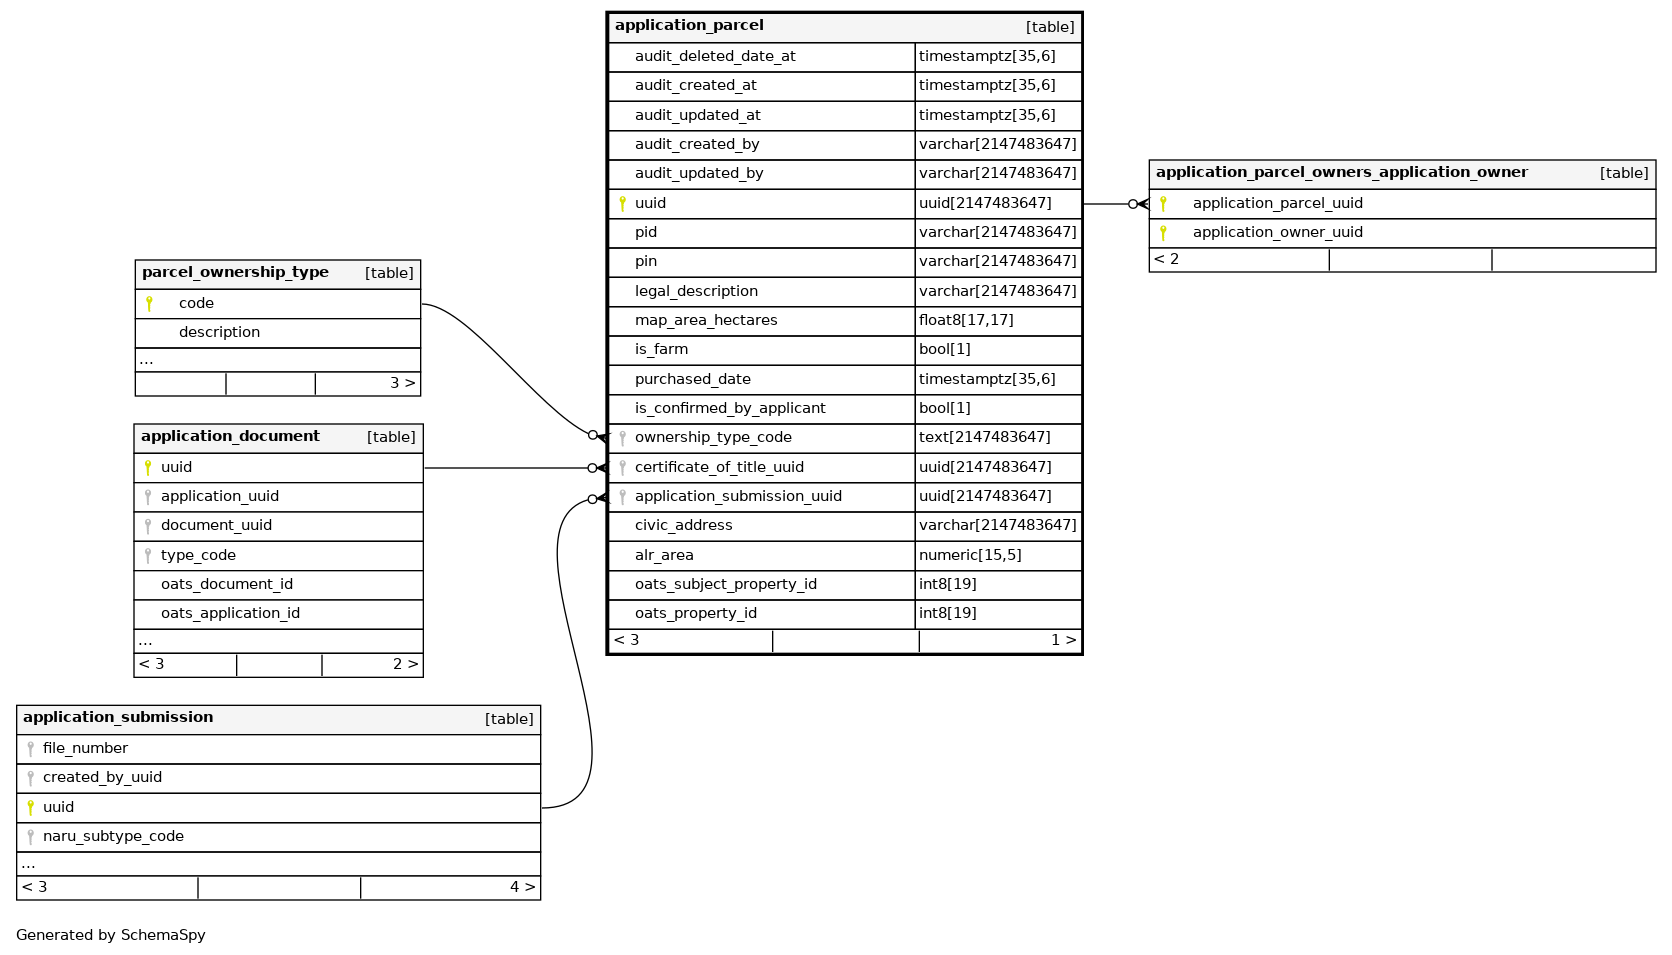 application_parcel [table]
audit_deleted_date_at timestamptz[35,6]
audit_created_at timestamptz[35,6]
audit_updated_at timestamptz[35,6]
audit_created_by varchar[2147483647]
audit_updated_by varchar[2147483647]
uuid uuid[2147483647]
pid varchar[2147483647]
pin varchar[2147483647]
legal_description varchar[2147483647]
map_area_hectares float8[17,17]
is_farm bool[1]
purchased_date timestamptz[35,6]
is_confirmed_by_applicant bool[1]
ownership_type_code text[2147483647]
certificate_of_title_uuid uuid[2147483647]
application_submission_uuid uuid[2147483647]
civic_address varchar[2147483647]
alr_area numeric[15,5]
oats_subject_property_id int8[19]
oats_property_id int8[19]
< 3 1 >
application_parcel_owners_application_owner [table]
application_parcel_uuid
application_owner_uuid
< 2
parcel_ownership_type [table]
code
description
...
3 >
application_document [table]
uuid
application_uuid
document_uuid
type_code
oats_document_id
oats_application_id
...
< 3 2 >
application_submission [table]
file_number
created_by_uuid
uuid
naru_subtype_code
...
< 3 4 >
Generated by SchemaSpy